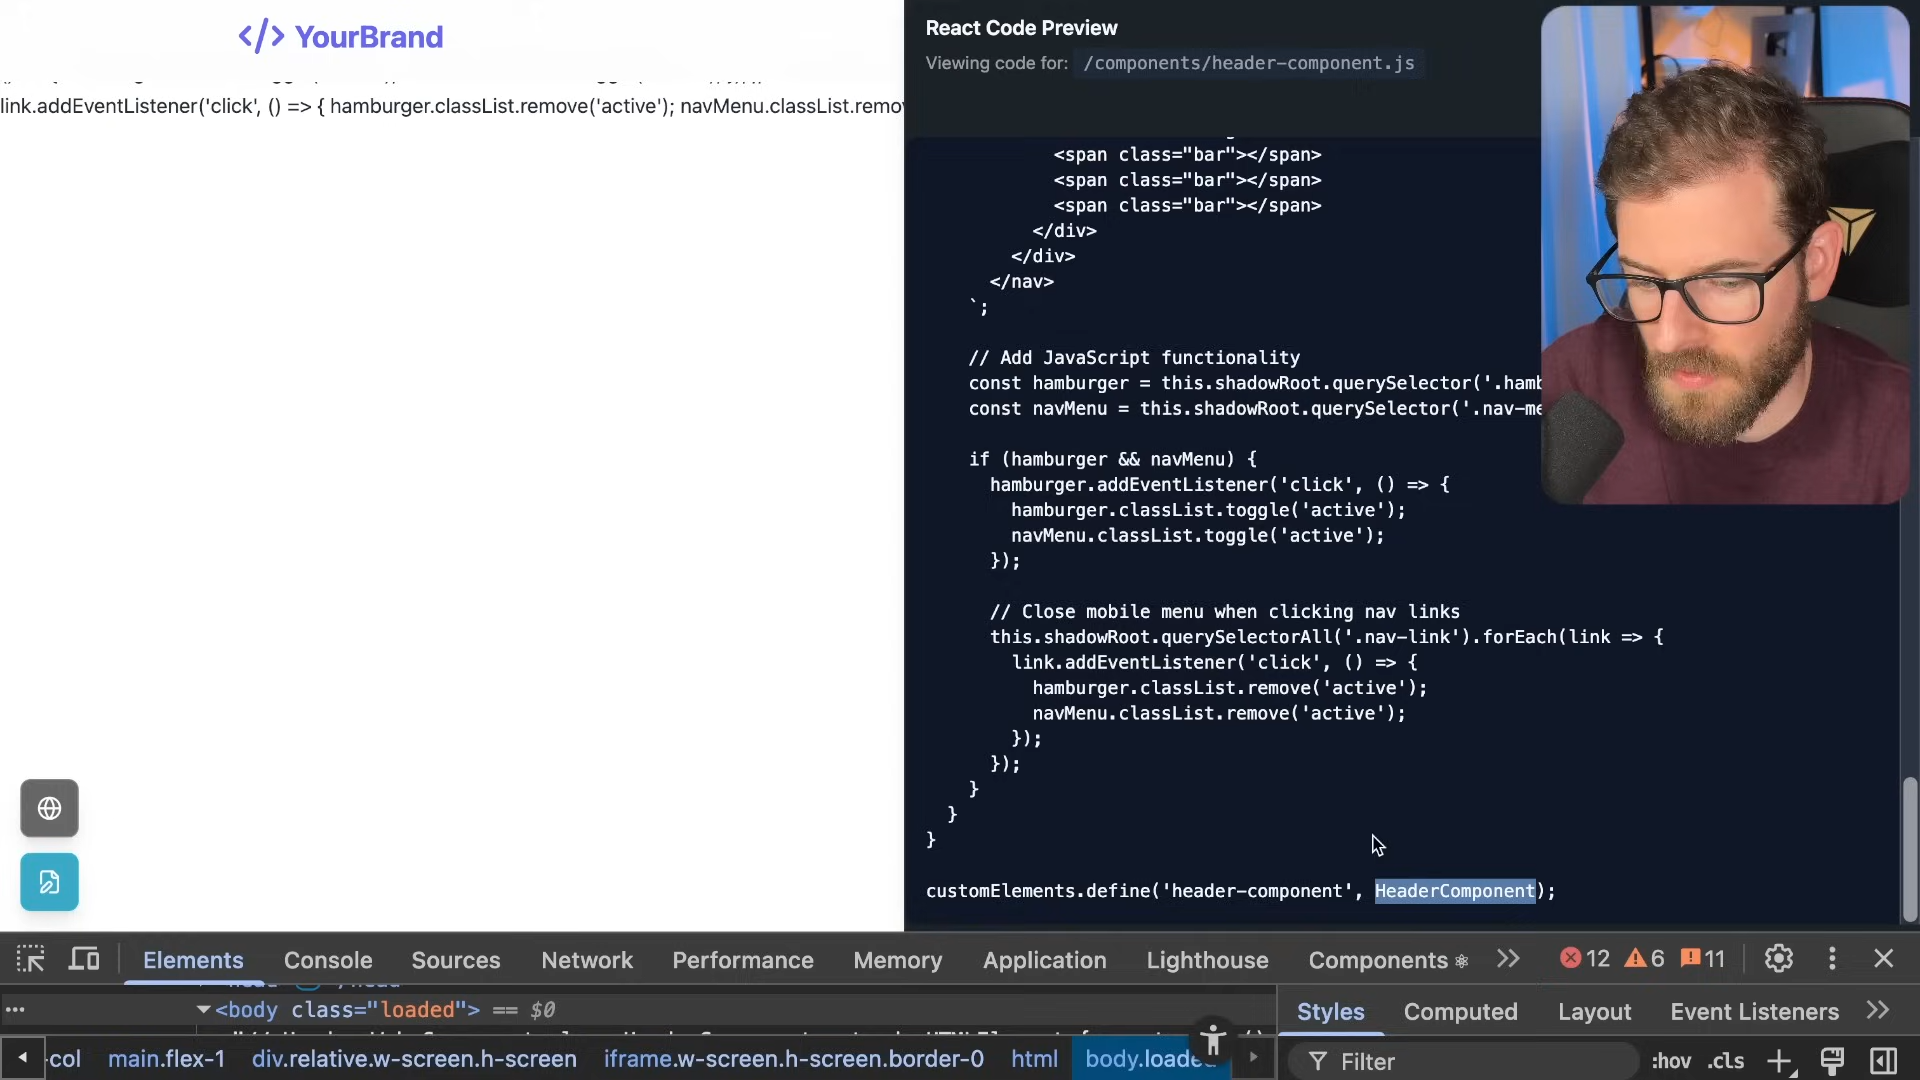 </> YourBrand
link.addEventListener('click', () => { hamburger.classList.remove('active'); navMenu.classList.remov
React Code Preview
Viewing code for: /components/header-component.js
<span class="bar"></span>
<span class="bar"></span>
<span class="bar"></span>
</div>
</div>
</nav>
`;
// Add JavaScript functionality
const hamburger = this.shadowRoot.querySelector('.hamb
const navMenu = this.shadowRoot.querySelector('.nav-me
if (hamburger && navMenu) {
hamburger.addEventListener('click', () => {
hamburger.classList.toggle('active');
navMenu.classList.toggle('active');
});
// Close mobile menu when clicking nav links
this.shadowRoot.querySelectorAll('.nav-link').forEach(link => {
link.addEventListener('click', () => {
hamburger.classList.remove('active');
navMenu.classList.remove('active');
});
});
}
}
}
customElements.define('header-component', HeaderComponent);
Elements Console Sources Network Performance Memory Application Lighthouse Components 12 6 11
<body class="loaded"> == $0
Styles Computed Layout Event Listeners
-col main.flex-1 div.relative.w-screen.h-screen iframe.w-screen.h-screen.border-0 html body.loaded
Filter :hov .cls